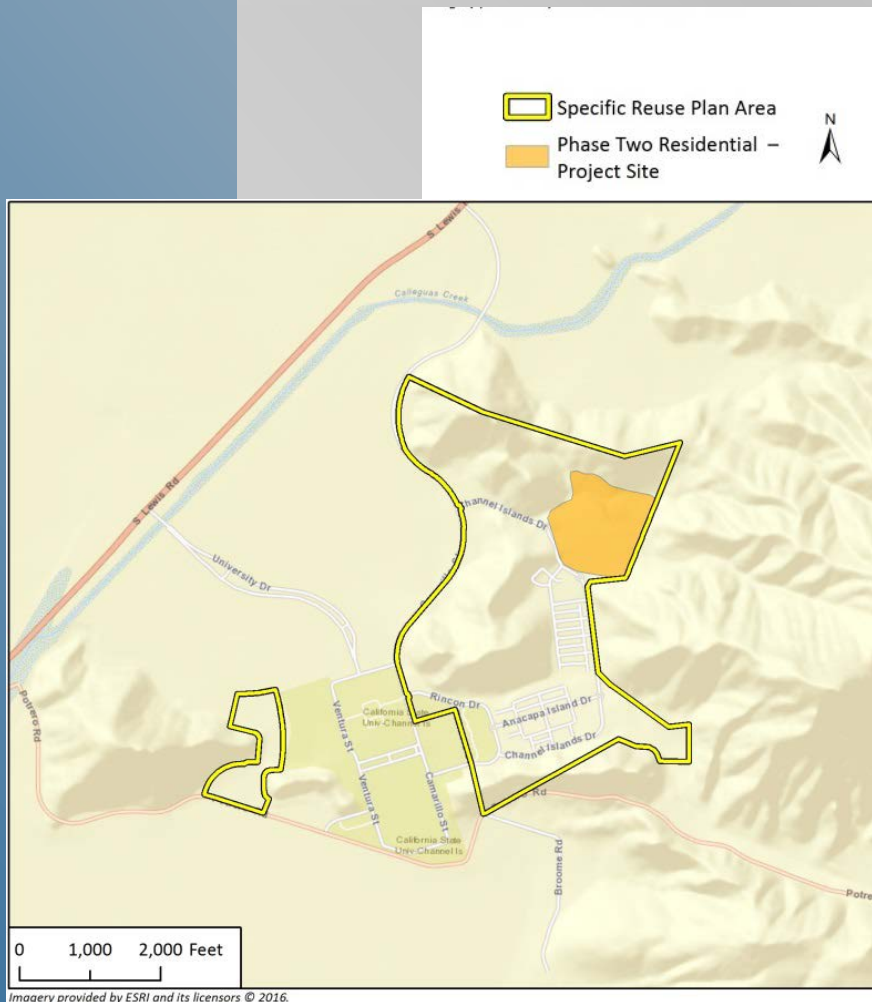 Specific Reuse Plan Area
Phase Two Residential –
Project Site
N
S Lewis
Calleguas Creek
S Lewis Rd
Channel Islands Dr
University Dr
Potrero Rd
Rincon Dr
California State
Univ-Channel Is
Anacapa Island Dr
Ventura St
Channel Islands Dr
Ventura St
Camarillo St
Rd
California State
Univ-Channel Is
Broome Rd
Potre
0 1,000 2,000 Feet
Imagery provided by ESRI and its licensors © 2016.